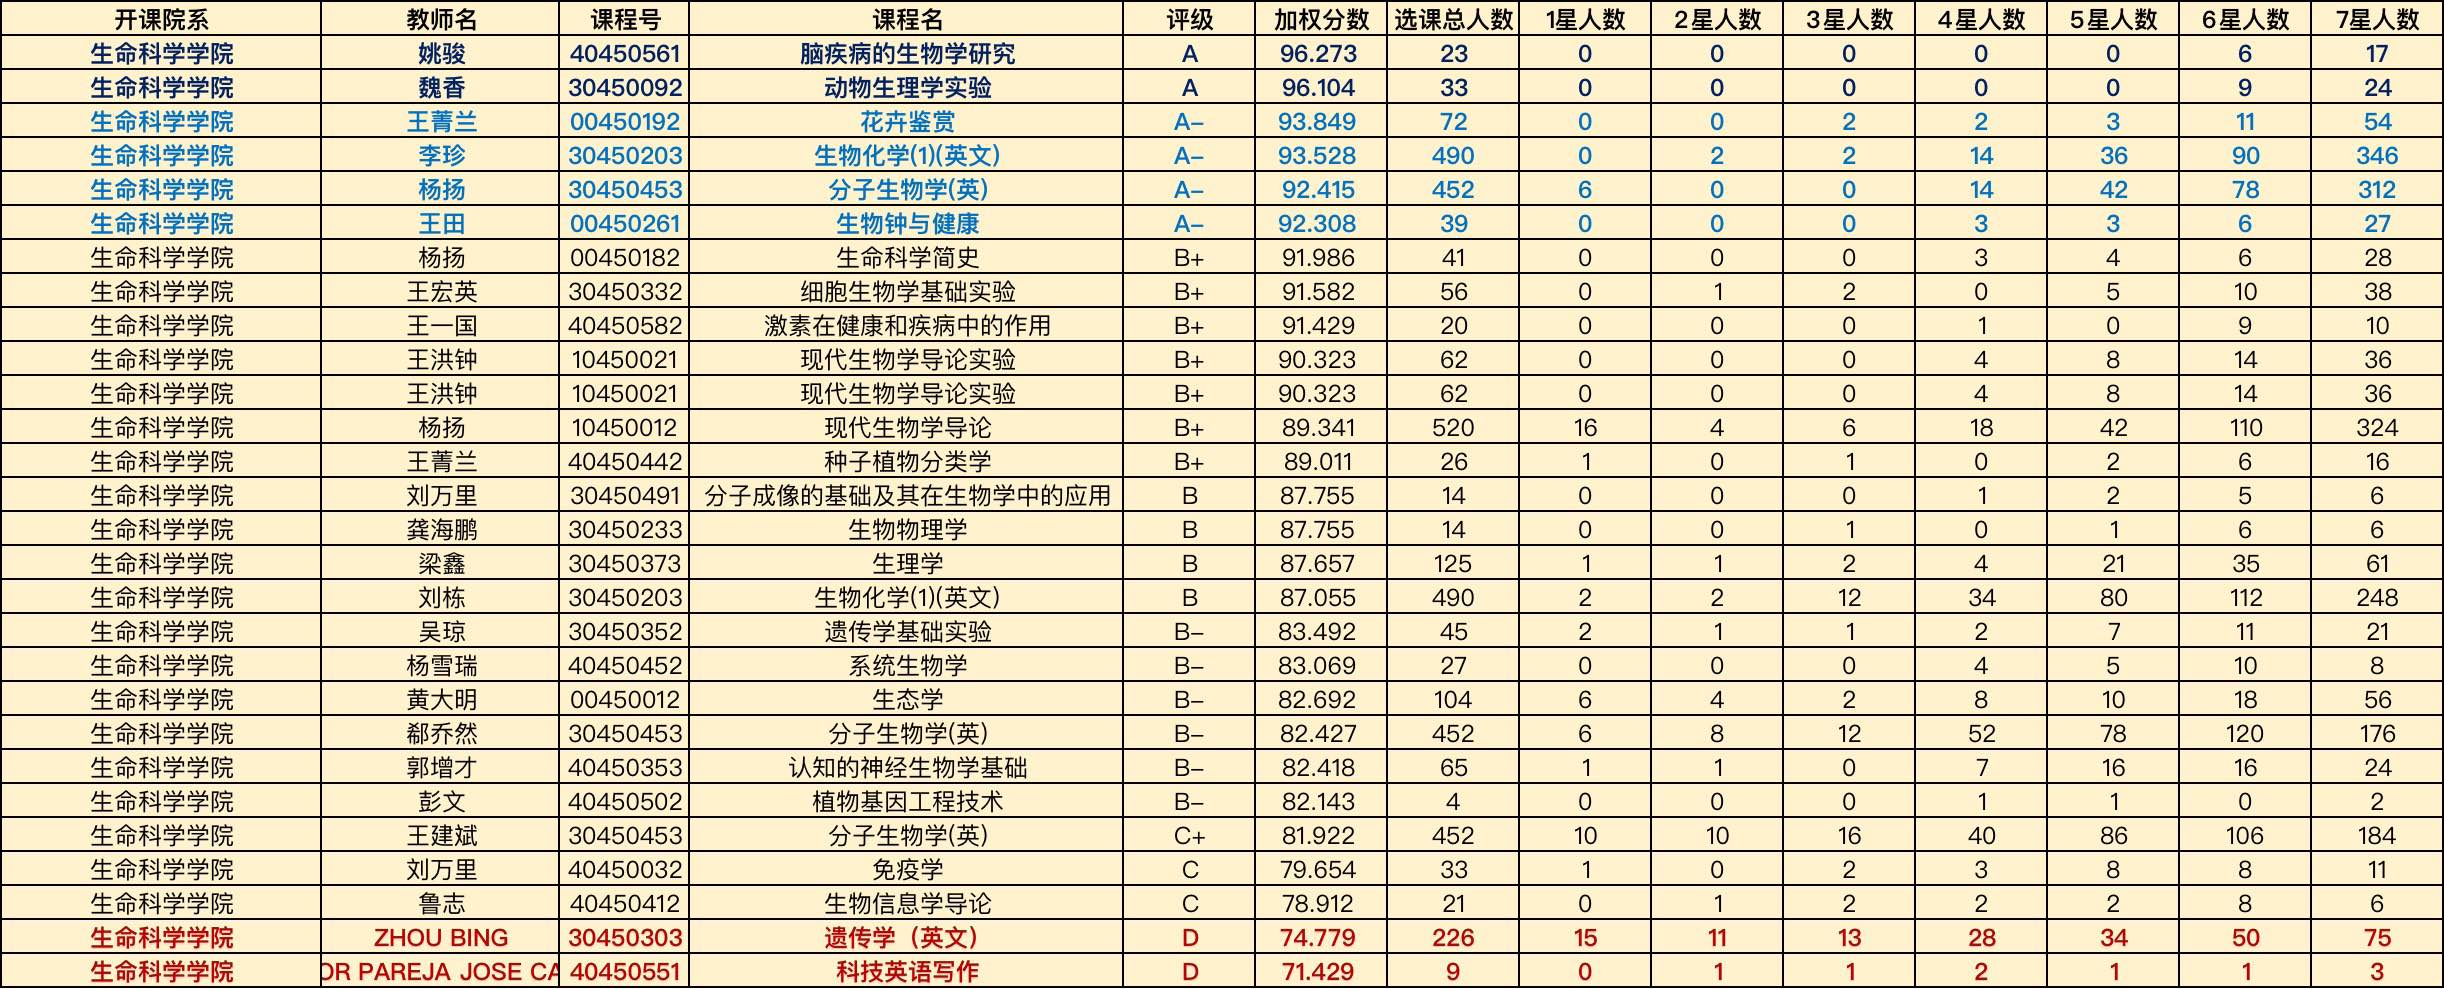 开课院系 教师名 课程号 课程名 评级 加权分数 选课总人数 1星人数 2星人数 3星人数 4星人数 5星人数 6星人数 7星人数
生命科学学院 姚骏 40450561 脑疾病的生物学研究 A 96.273 23 0 0 0 0 0 6 17
生命科学学院 魏香 30450092 动物生理学实验 A 96.104 33 0 0 0 0 0 9 24
生命科学学院 王菁兰 00450192 花卉鉴赏 A- 93.849 72 0 0 2 2 3 11 54
生命科学学院 李珍 30450203 生物化学(1)(英文) A- 93.528 490 0 2 2 14 36 90 346
生命科学学院 杨扬 30450453 分子生物学(英) A- 92.415 452 6 0 0 14 42 78 312
生命科学学院 王田 00450261 生物钟与健康 A- 92.308 39 0 0 0 3 3 6 27
生命科学学院 杨扬 00450182 生命科学简史 B+ 91.986 41 0 0 0 3 4 6 28
生命科学学院 王宏英 30450332 细胞生物学基础实验 B+ 91.582 56 0 1 2 0 5 10 38
生命科学学院 王一国 40450582 激素在健康和疾病中的作用 B+ 91.429 20 0 0 0 1 0 9 10
生命科学学院 王洪钟 10450021 现代生物学导论实验 B+ 90.323 62 0 0 0 4 8 14 36
生命科学学院 王洪钟 10450021 现代生物学导论实验 B+ 90.323 62 0 0 0 4 8 14 36
生命科学学院 杨扬 10450012 现代生物学导论 B+ 89.341 520 16 4 6 18 42 110 324
生命科学学院 王菁兰 40450442 种子植物分类学 B+ 89.011 26 1 0 1 0 2 6 16
生命科学学院 刘万里 30450491 分子成像的基础及其在生物学中的应用 B 87.755 14 0 0 0 1 2 5 6
生命科学学院 龚海鹏 30450233 生物物理学 B 87.755 14 0 0 1 0 1 6 6
生命科学学院 梁鑫 30450373 生理学 B 87.657 125 1 1 2 4 21 35 61
生命科学学院 刘栋 30450203 生物化学(1)(英文) B 87.055 490 2 2 12 34 80 112 248
生命科学学院 吴琼 30450352 遗传学基础实验 B- 83.492 45 2 1 1 2 7 11 21
生命科学学院 杨雪瑞 40450452 系统生物学 B- 83.069 27 0 0 0 4 5 10 8
生命科学学院 黄大明 00450012 生态学 B- 82.692 104 6 4 2 8 10 18 56
生命科学学院 郗乔然 30450453 分子生物学(英) B- 82.427 452 6 8 12 52 78 120 176
生命科学学院 郭增才 40450353 认知的神经生物学基础 B- 82.418 65 1 1 0 7 16 16 24
生命科学学院 彭文 40450502 植物基因工程技术 B- 82.143 4 0 0 0 1 1 0 2
生命科学学院 王建斌 30450453 分子生物学(英) C+ 81.922 452 10 10 16 40 86 106 184
生命科学学院 刘万里 40450032 免疫学 C 79.654 33 1 0 2 3 8 8 11
生命科学学院 鲁志 40450412 生物信息学导论 C 78.912 21 0 1 2 2 2 8 6
生命科学学院 ZHOU BING 30450303 遗传学（英文） D 74.779 226 15 11 13 28 34 50 75
生命科学学院 OR PAREJA JOSE CA 40450551 科技英语写作 D 71.429 9 0 1 1 2 1 1 3